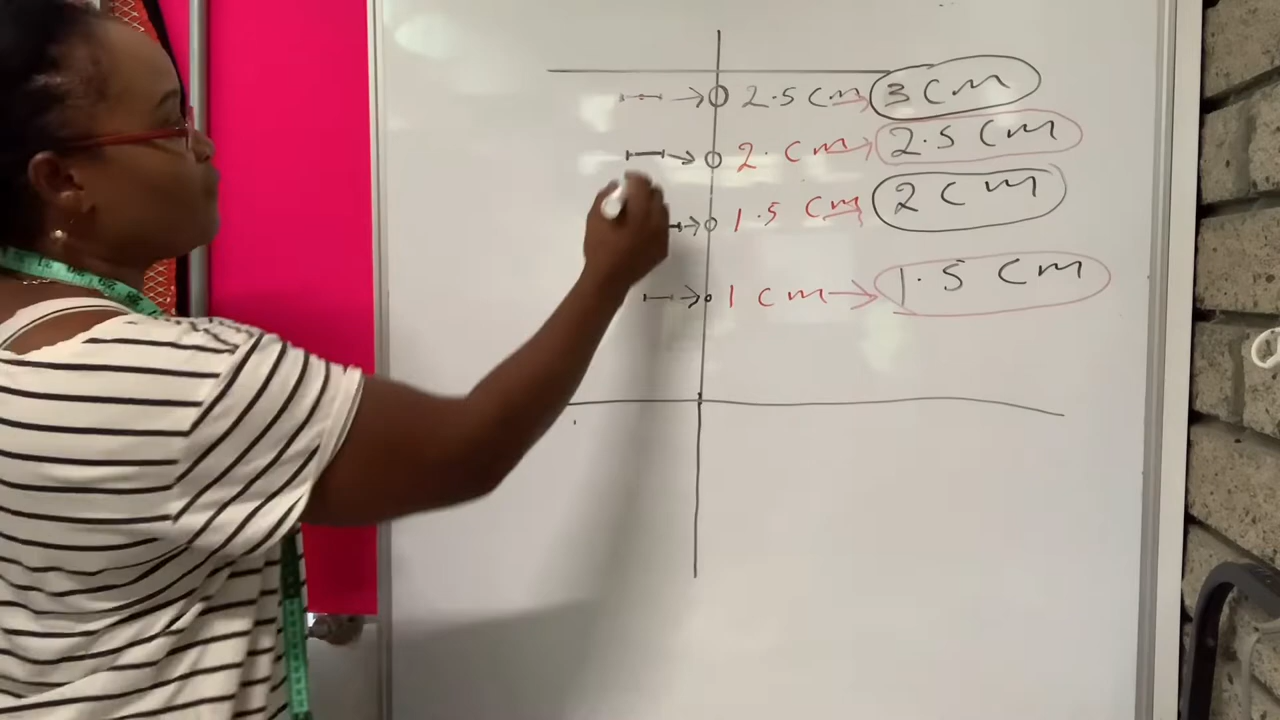 2.5 cm → 3 cm
2. cm → 2.5 cm
1.5 cm → 2 cm
1 cm → 1.5 cm